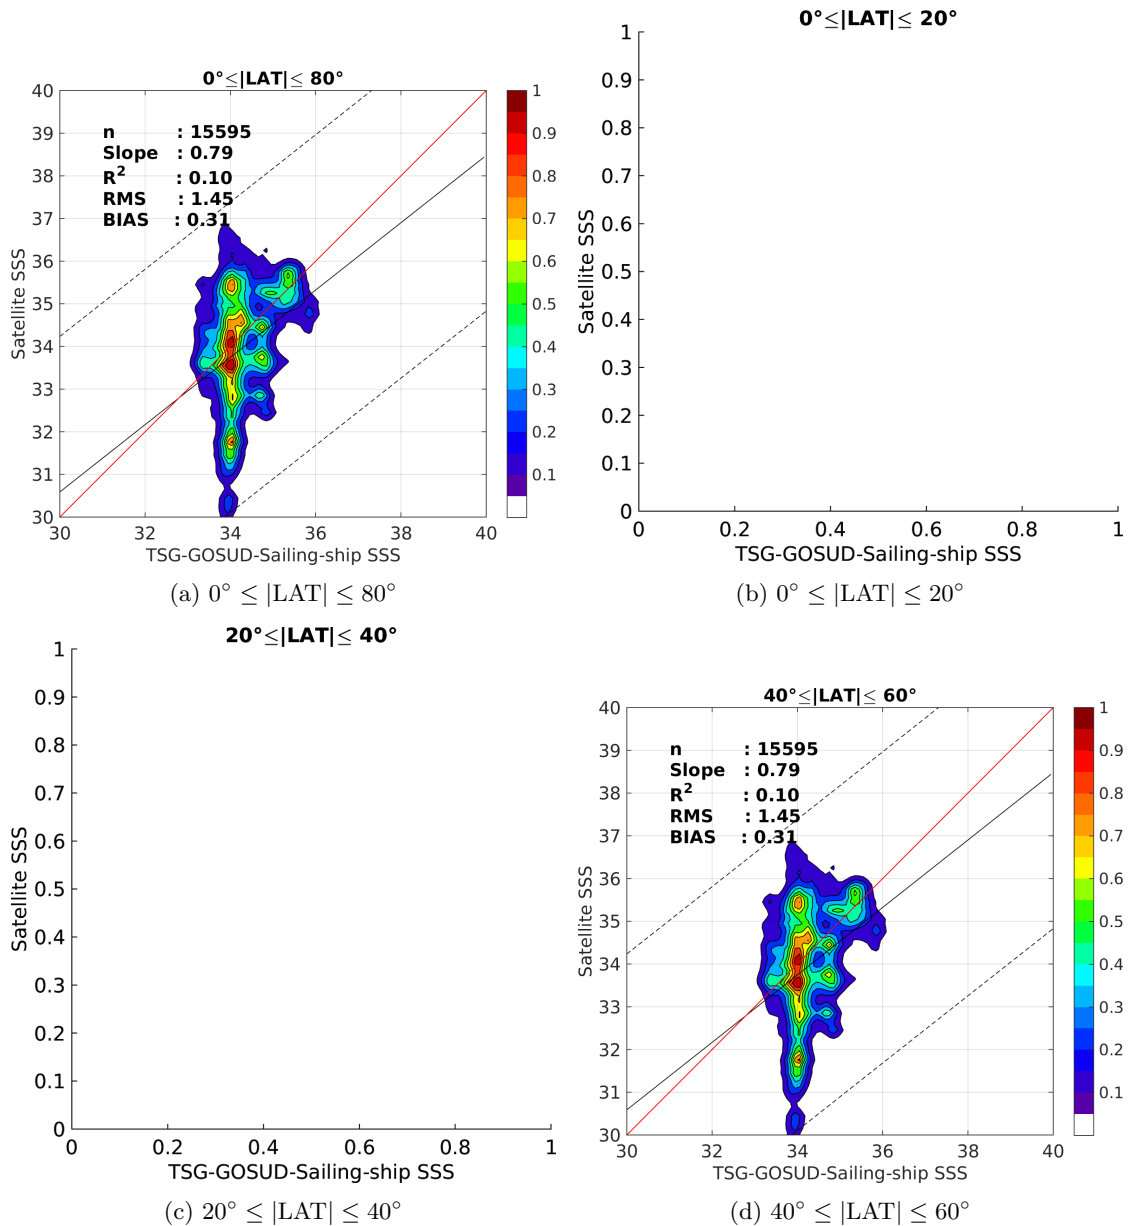 0°≤|LAT|≤ 80°
40
39
38
37
36
35
34
33
32
31
30
Satellite SSS
n : 15595
Slope : 0.79
R² : 0.10
RMS : 1.45
BIAS : 0.31
30 32 34 36 38 40
TSG-GOSUD-Sailing-ship SSS
1
0.9
0.8
0.7
0.6
0.5
0.4
0.3
0.2
0.1
(a) 0° ≤ |LAT| ≤ 80°
0°≤|LAT|≤ 20°
1
0.9
0.8
0.7
0.6
0.5
0.4
0.3
0.2
0.1
0
Satellite SSS
0 0.2 0.4 0.6 0.8 1
TSG-GOSUD-Sailing-ship SSS
(b) 0° ≤ |LAT| ≤ 20°
20°≤|LAT|≤ 40°
1
0.9
0.8
0.7
0.6
0.5
0.4
0.3
0.2
0.1
0
Satellite SSS
0 0.2 0.4 0.6 0.8 1
TSG-GOSUD-Sailing-ship SSS
(c) 20° ≤ |LAT| ≤ 40°
40°≤|LAT|≤ 60°
40
39
38
37
36
35
34
33
32
31
30
Satellite SSS
n : 15595
Slope : 0.79
R² : 0.10
RMS : 1.45
BIAS : 0.31
30 32 34 36 38 40
TSG-GOSUD-Sailing-ship SSS
1
0.9
0.8
0.7
0.6
0.5
0.4
0.3
0.2
0.1
(d) 40° ≤ |LAT| ≤ 60°